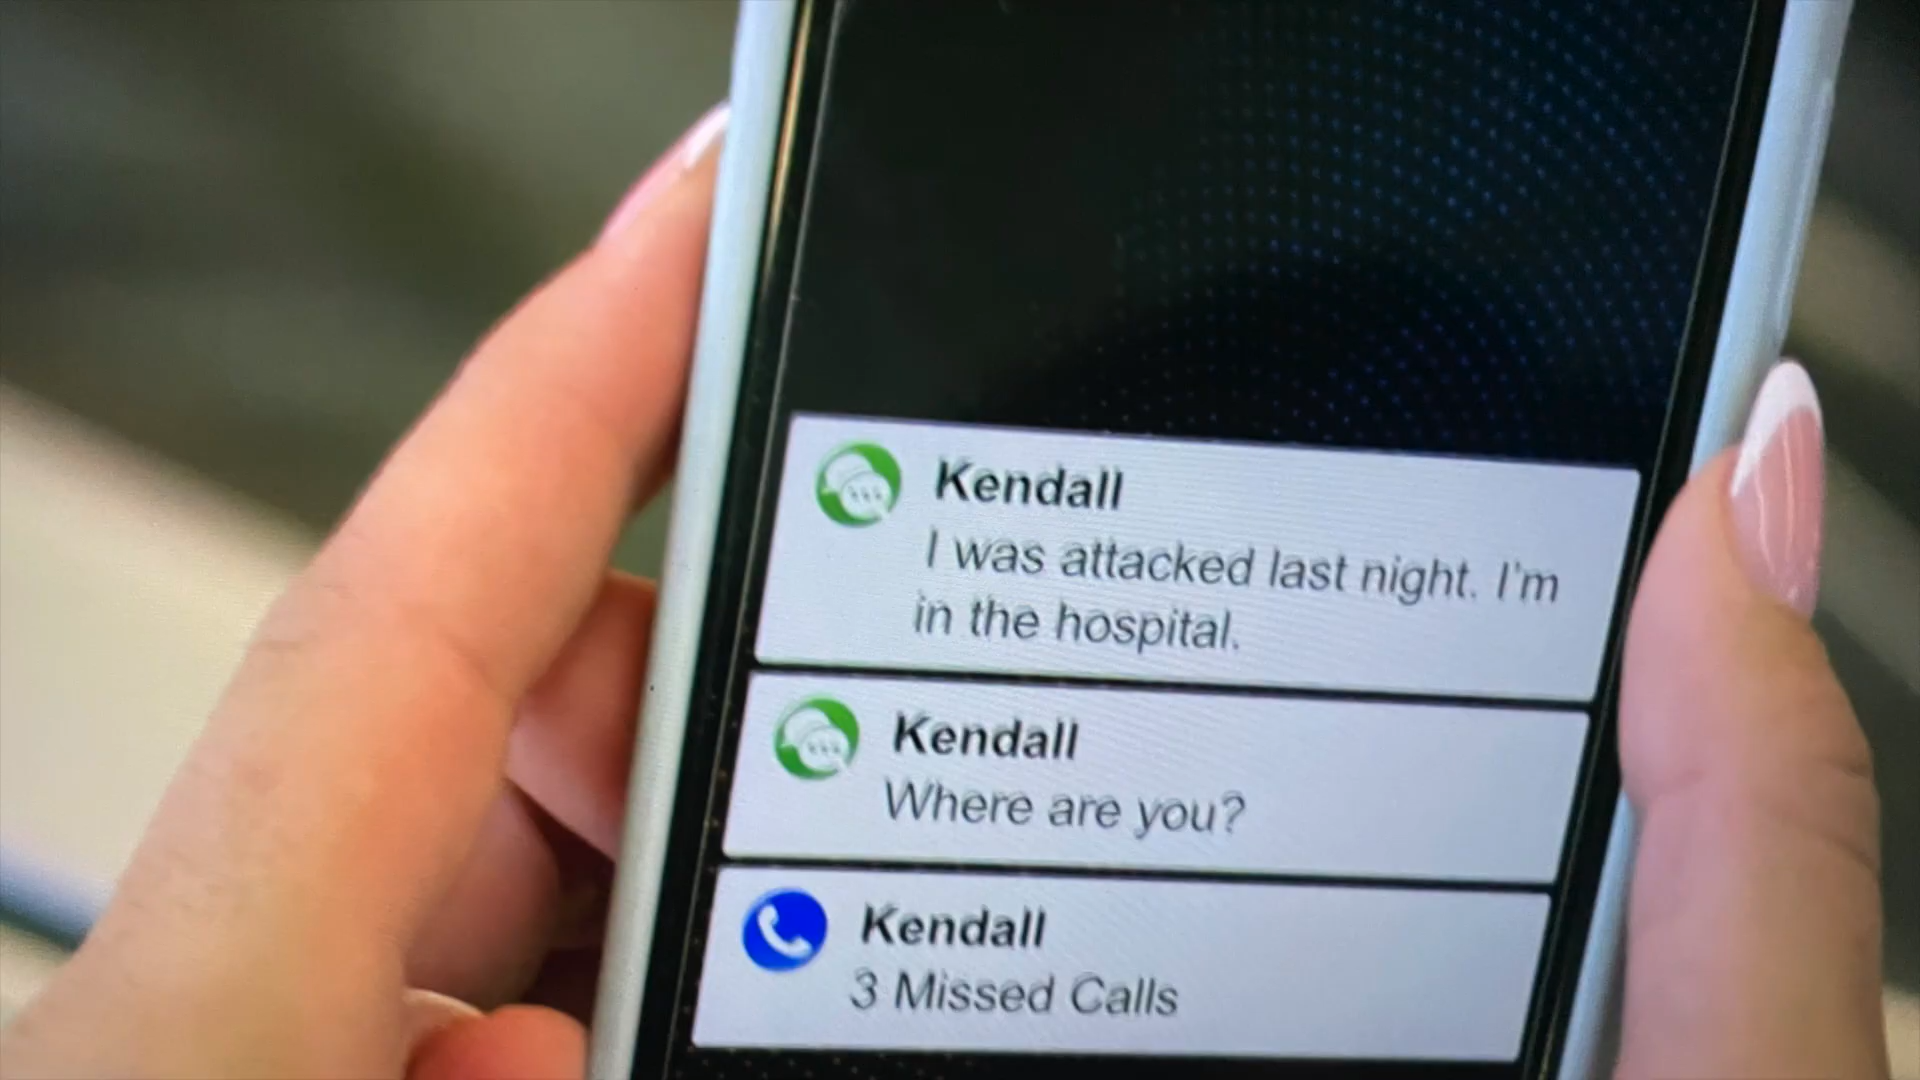 Kendall
I was attacked last night. I'm
in the hospital.
Kendall
Where are you?
Kendall
3 Missed Calls